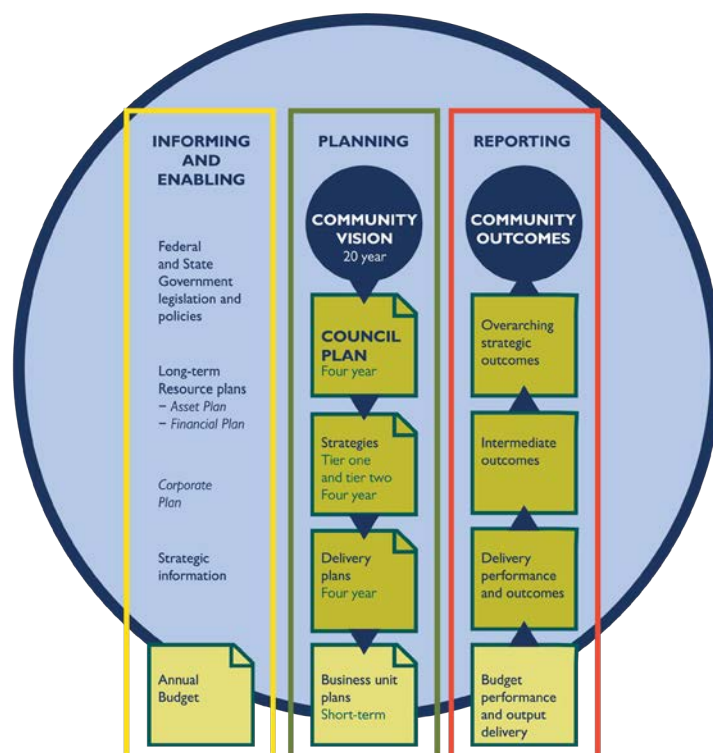 INFORMING
AND
ENABLING
Federal
and State
Government
legislation and
policies
Long-term
Resource plans
– Asset Plan
– Financial Plan
Corporate
Plan
Strategic
information
Annual
Budget
PLANNING
COMMUNITY
VISION
20 year
COUNCIL
PLAN
Four year
Strategies
Tier one
and tier two
Four year
Delivery
plans
Four year
Business unit
plans
Short-term
REPORTING
COMMUNITY
OUTCOMES
Overarching
strategic
outcomes
Intermediate
outcomes
Delivery
performance
and outcomes
Budget
performance
and output
delivery